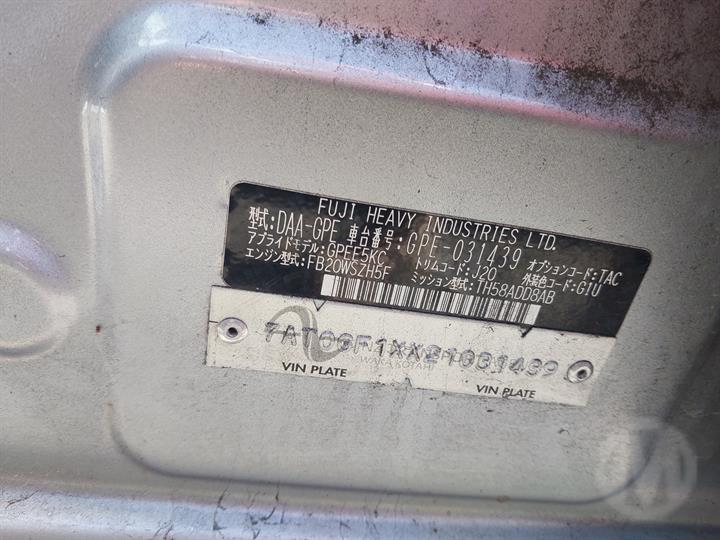 FUJI HEAVY INDUSTRIES LTD.
型式:DAA-GPE 車台番号:GPE-031439 オプションコード:TAC
アプライドモデル:GPEE5KC トリムコード:J20 外装色コード:G1U
エンジン型式:FB20WSZH5F ミッション型式:TH58ADD8AB
WAKA KOTAHI
VIN PLATE VIN PLATE